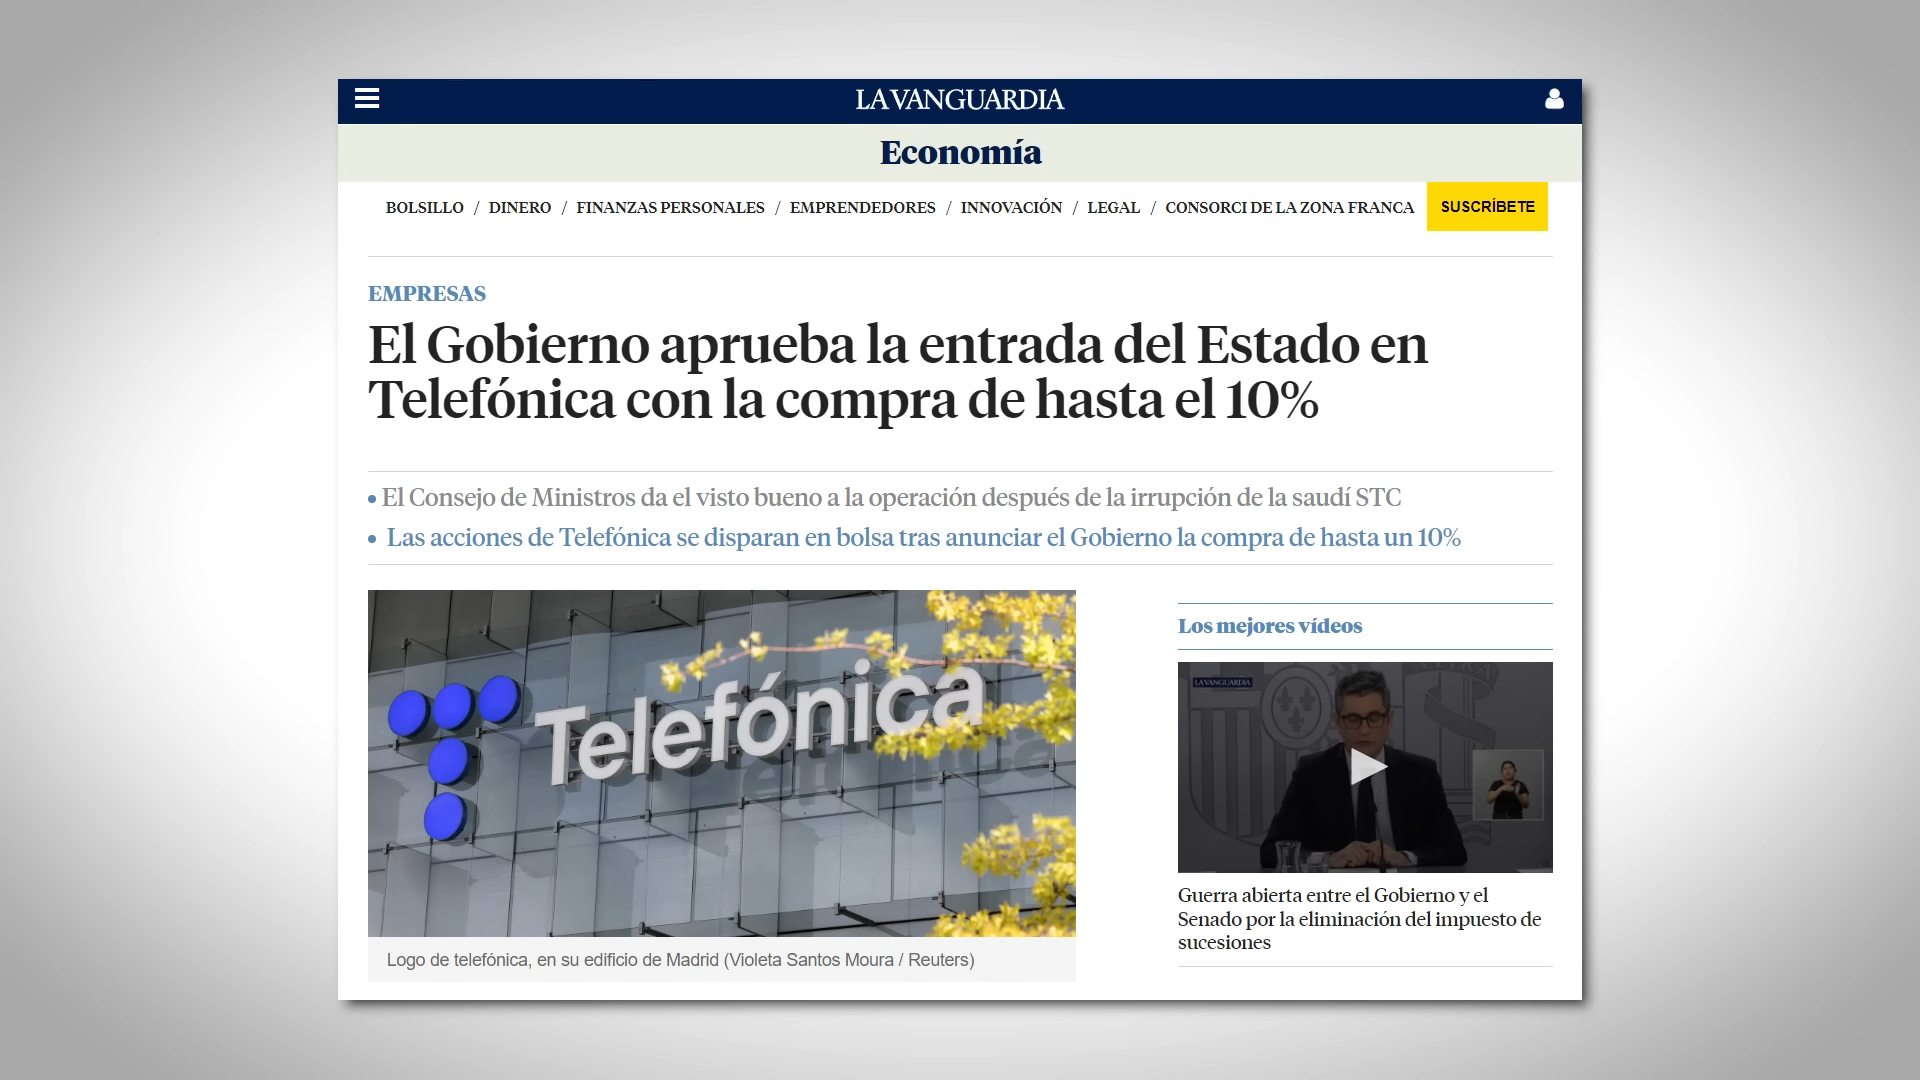 LA VANGUARDIA
Economía
BOLSILLO / DINERO / FINANZAS PERSONALES / EMPRENDEDORES / INNOVACIÓN / LEGAL / CONSORCI DE LA ZONA FRANCA SUSCRÍBETE
EMPRESAS
El Gobierno aprueba la entrada del Estado en
Telefónica con la compra de hasta el 10%
• El Consejo de Ministros da el visto bueno a la operación después de la irrupción de la saudí STC
• Las acciones de Telefónica se disparan en bolsa tras anunciar el Gobierno la compra de hasta un 10%
Telefónica
Logo de telefónica, en su edificio de Madrid (Violeta Santos Moura / Reuters)
Los mejores vídeos
LA VANGUARDIA
Guerra abierta entre el Gobierno y el
Senado por la eliminación del impuesto de
sucesiones